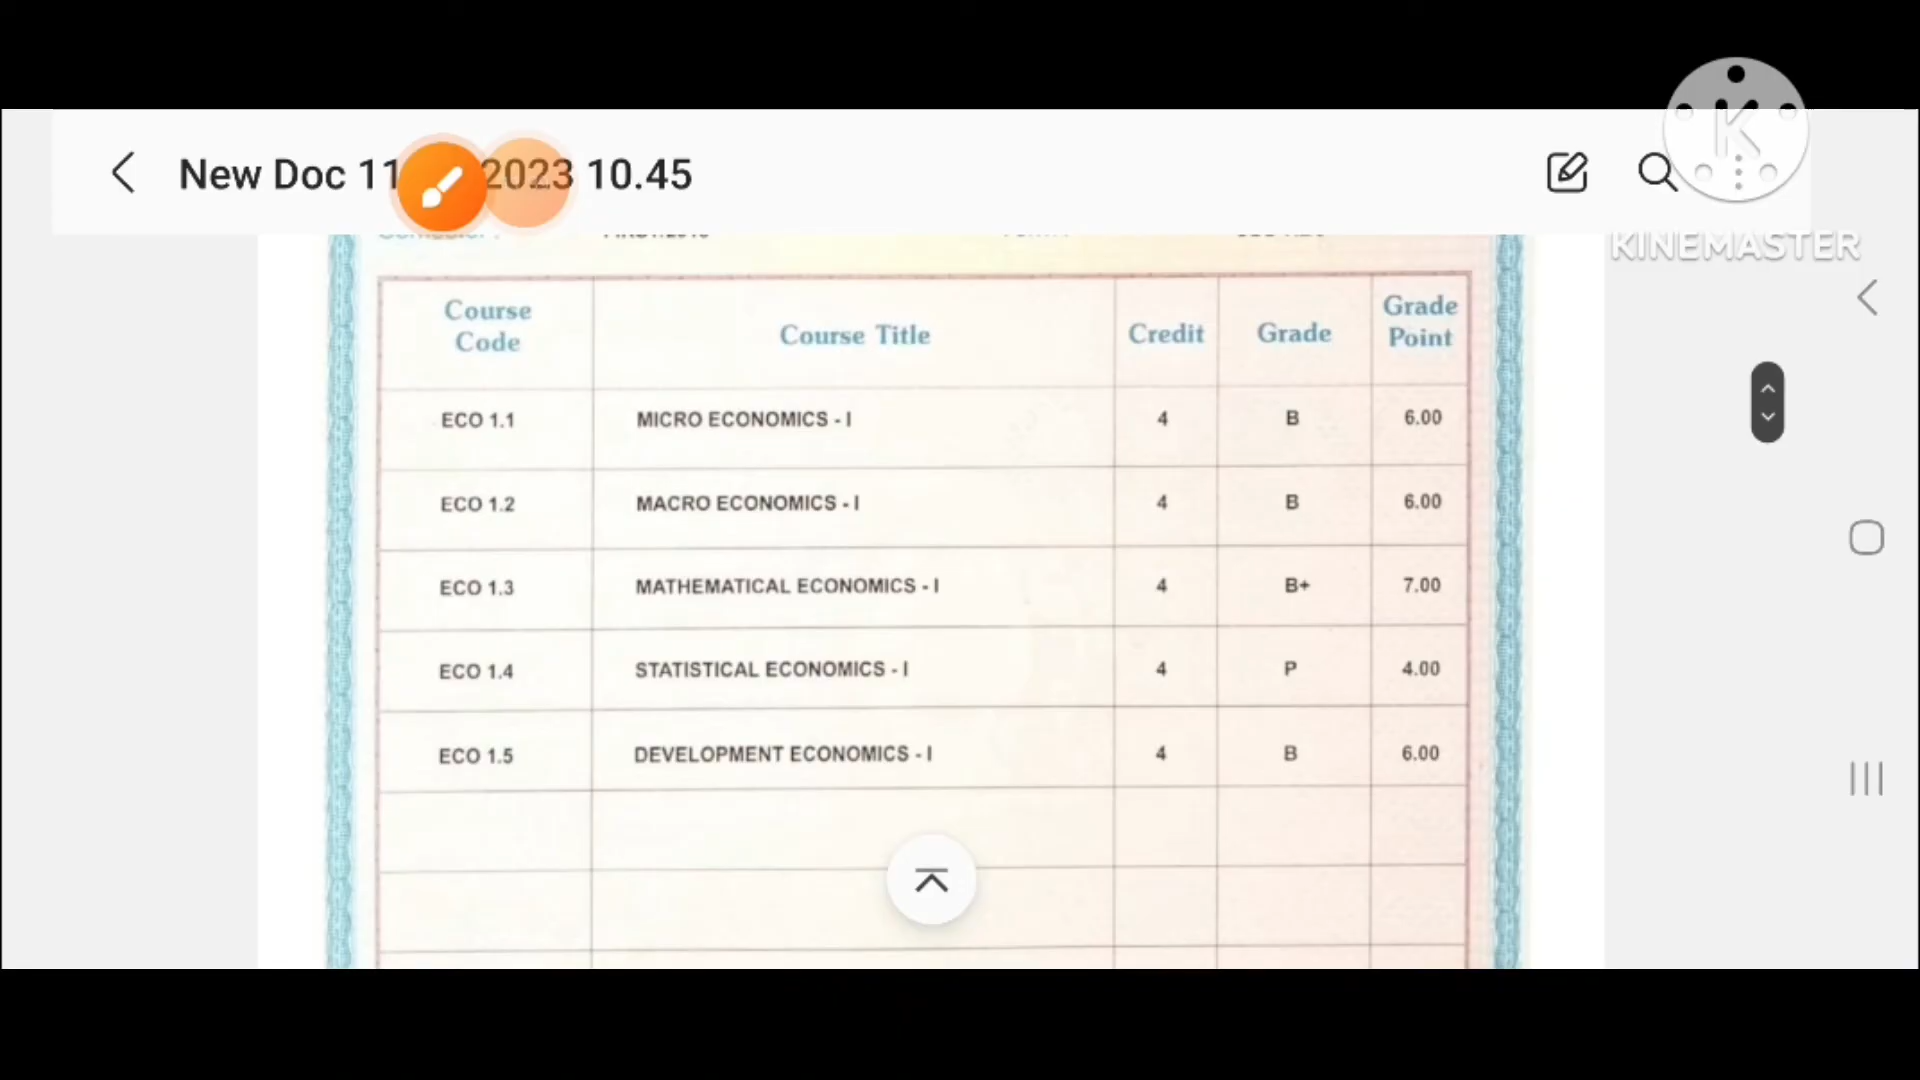 New Doc 11 2023 10.45
KINEMASTER
Course Code Course Title Credit Grade Grade Point
ECO 1.1 MICRO ECONOMICS - I 4 B 6.00
ECO 1.2 MACRO ECONOMICS - I 4 B 6.00
ECO 1.3 MATHEMATICAL ECONOMICS - I 4 B+ 7.00
ECO 1.4 STATISTICAL ECONOMICS - I 4 P 4.00
ECO 1.5 DEVELOPMENT ECONOMICS - I 4 B 6.00